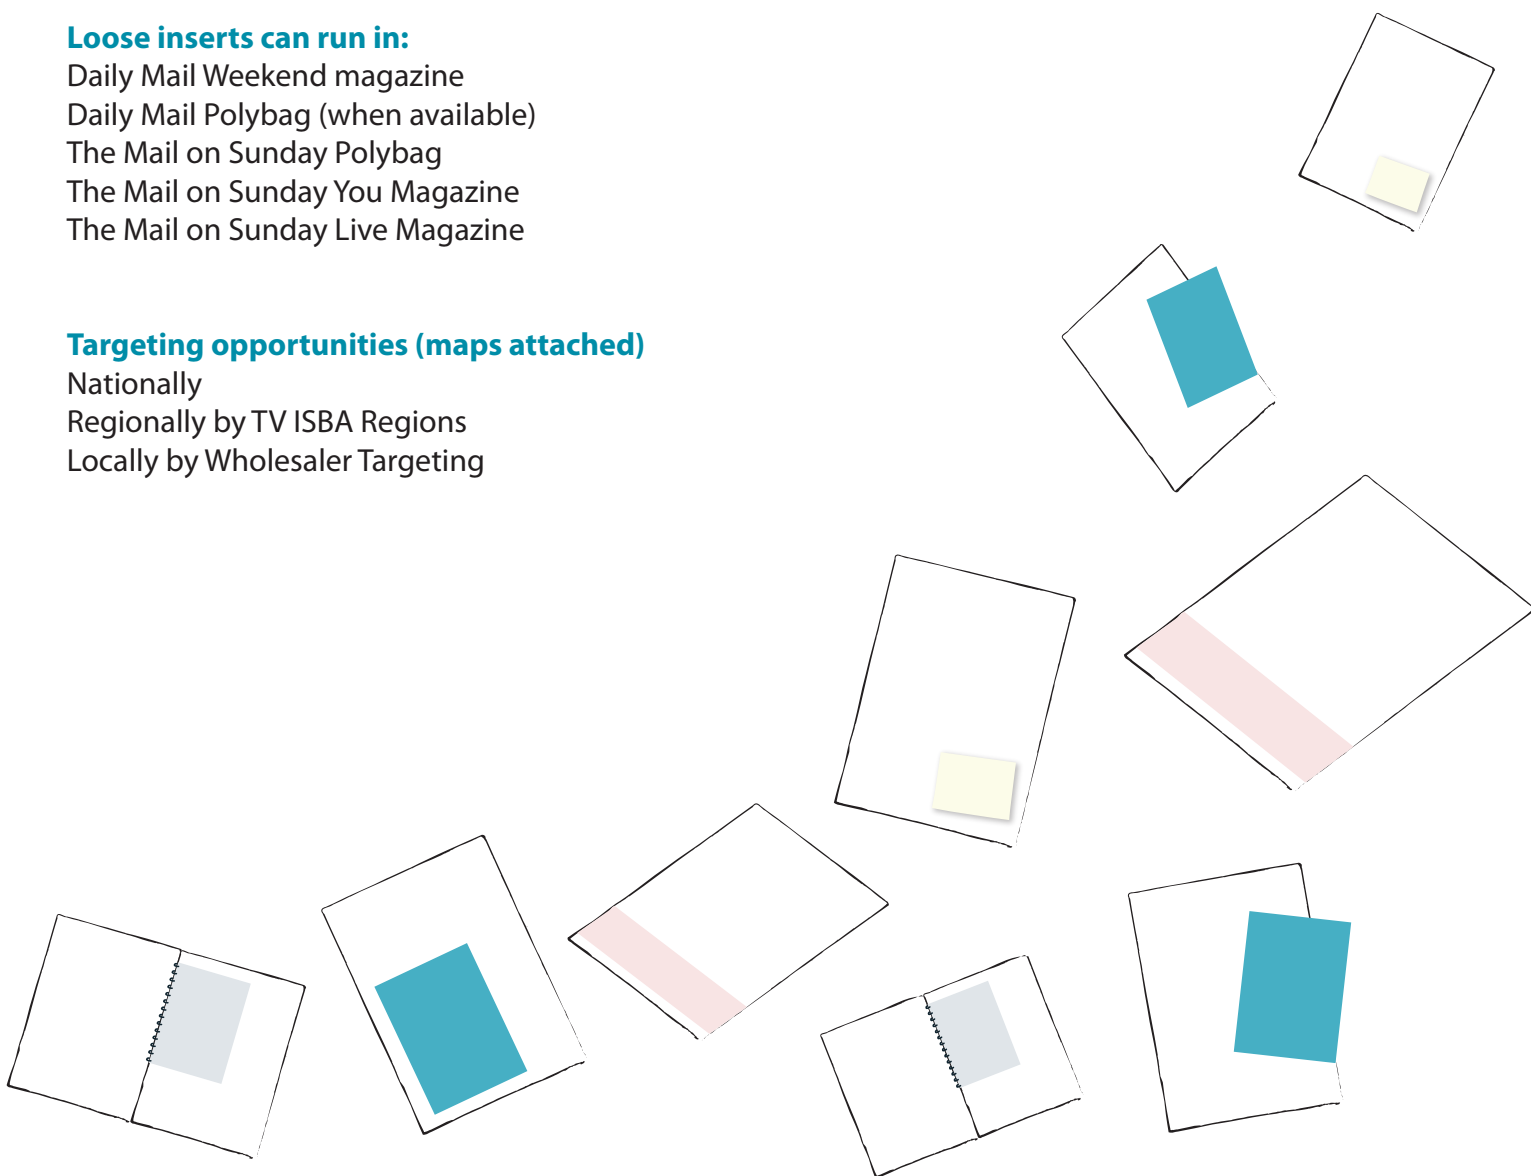 Loose inserts can run in:
Daily Mail Weekend magazine
Daily Mail Polybag (when available)
The Mail on Sunday Polybag
The Mail on Sunday You Magazine
The Mail on Sunday Live Magazine
Targeting opportunities (maps attached)
Nationally
Regionally by TV ISBA Regions
Locally by Wholesaler Targeting